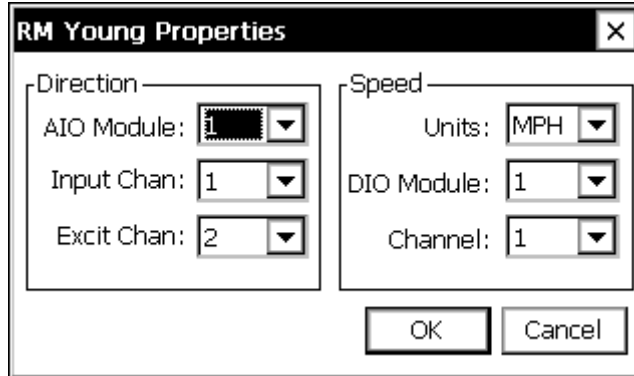 RM Young Properties
Direction
AIO Module: 1
Input Chan: 1
Excit Chan: 2
Speed
Units: MPH
DIO Module: 1
Channel: 1
OK Cancel